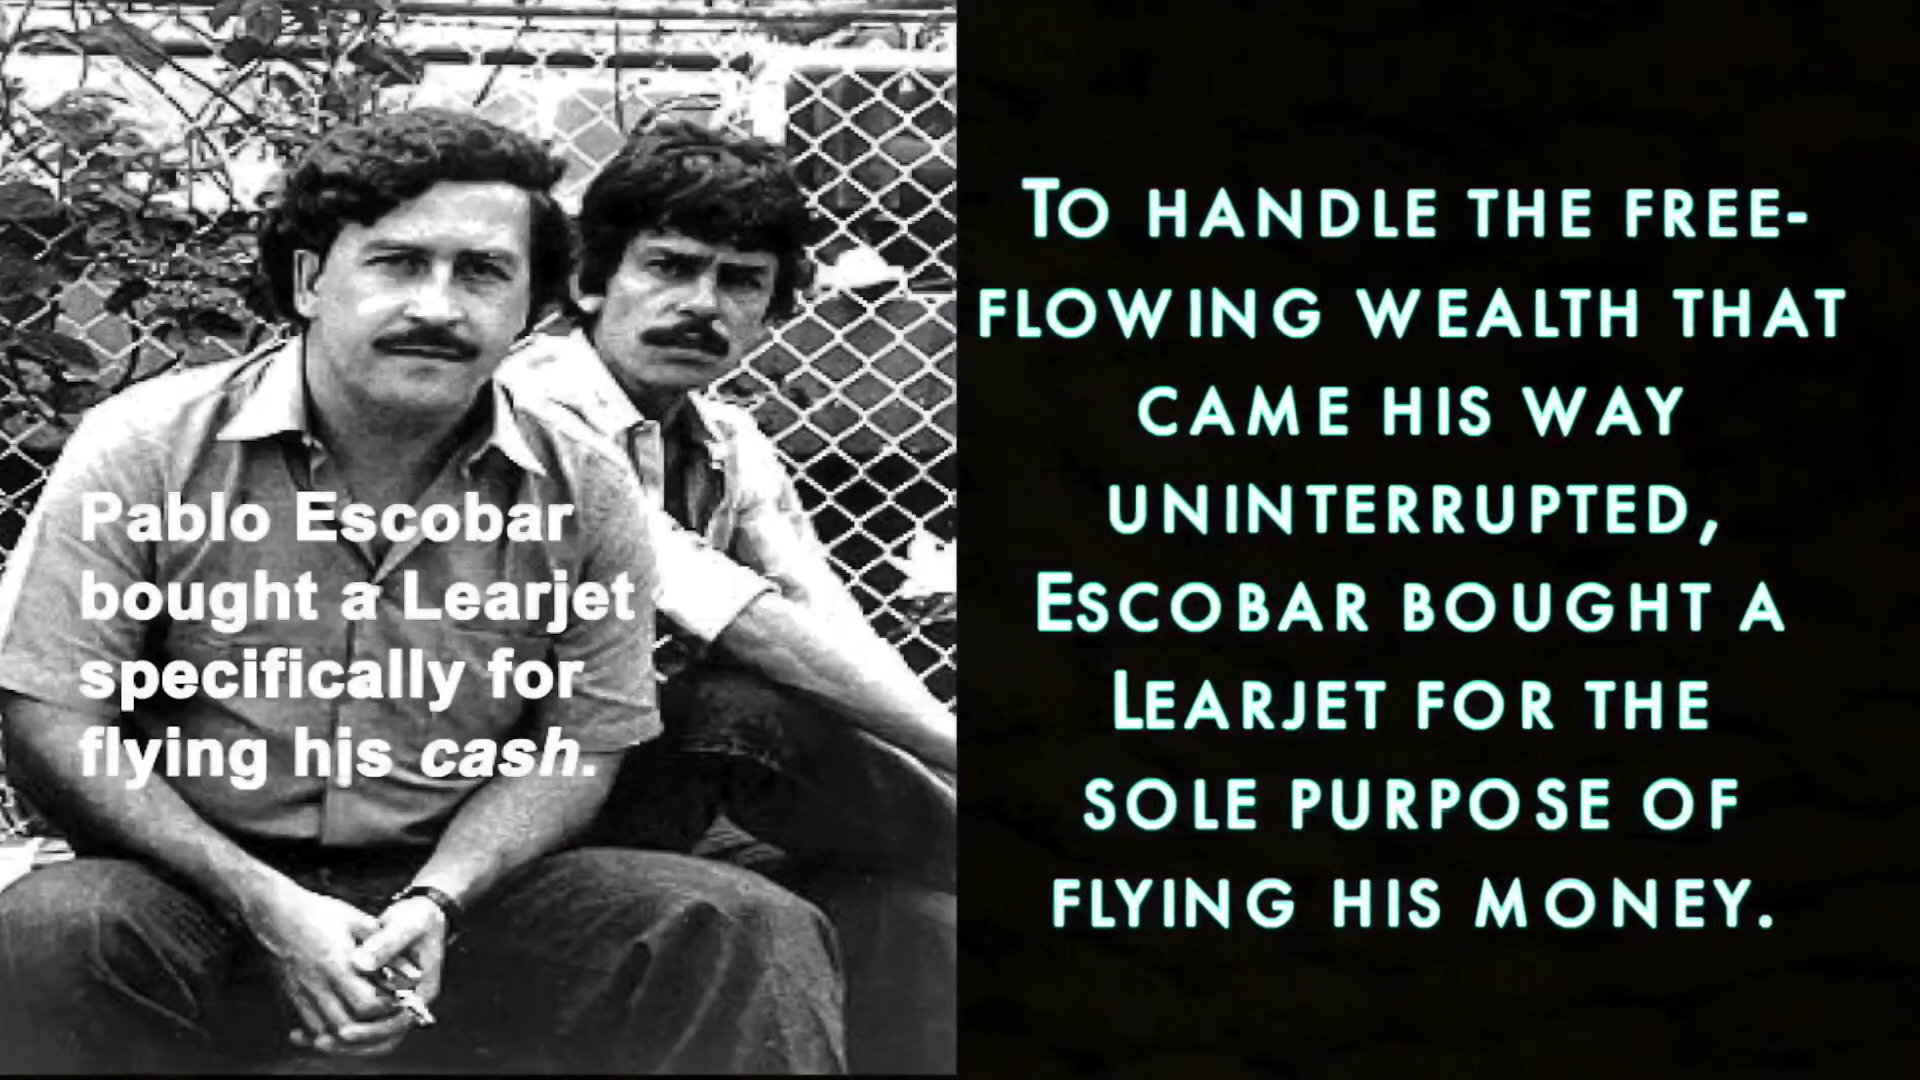 Pablo Escobar
bought a Learjet
specifically for
flying his cash.
To handle the free-
flowing wealth that
came his way
uninterrupted,
Escobar bought a
Learjet for the
sole purpose of
flying his money.